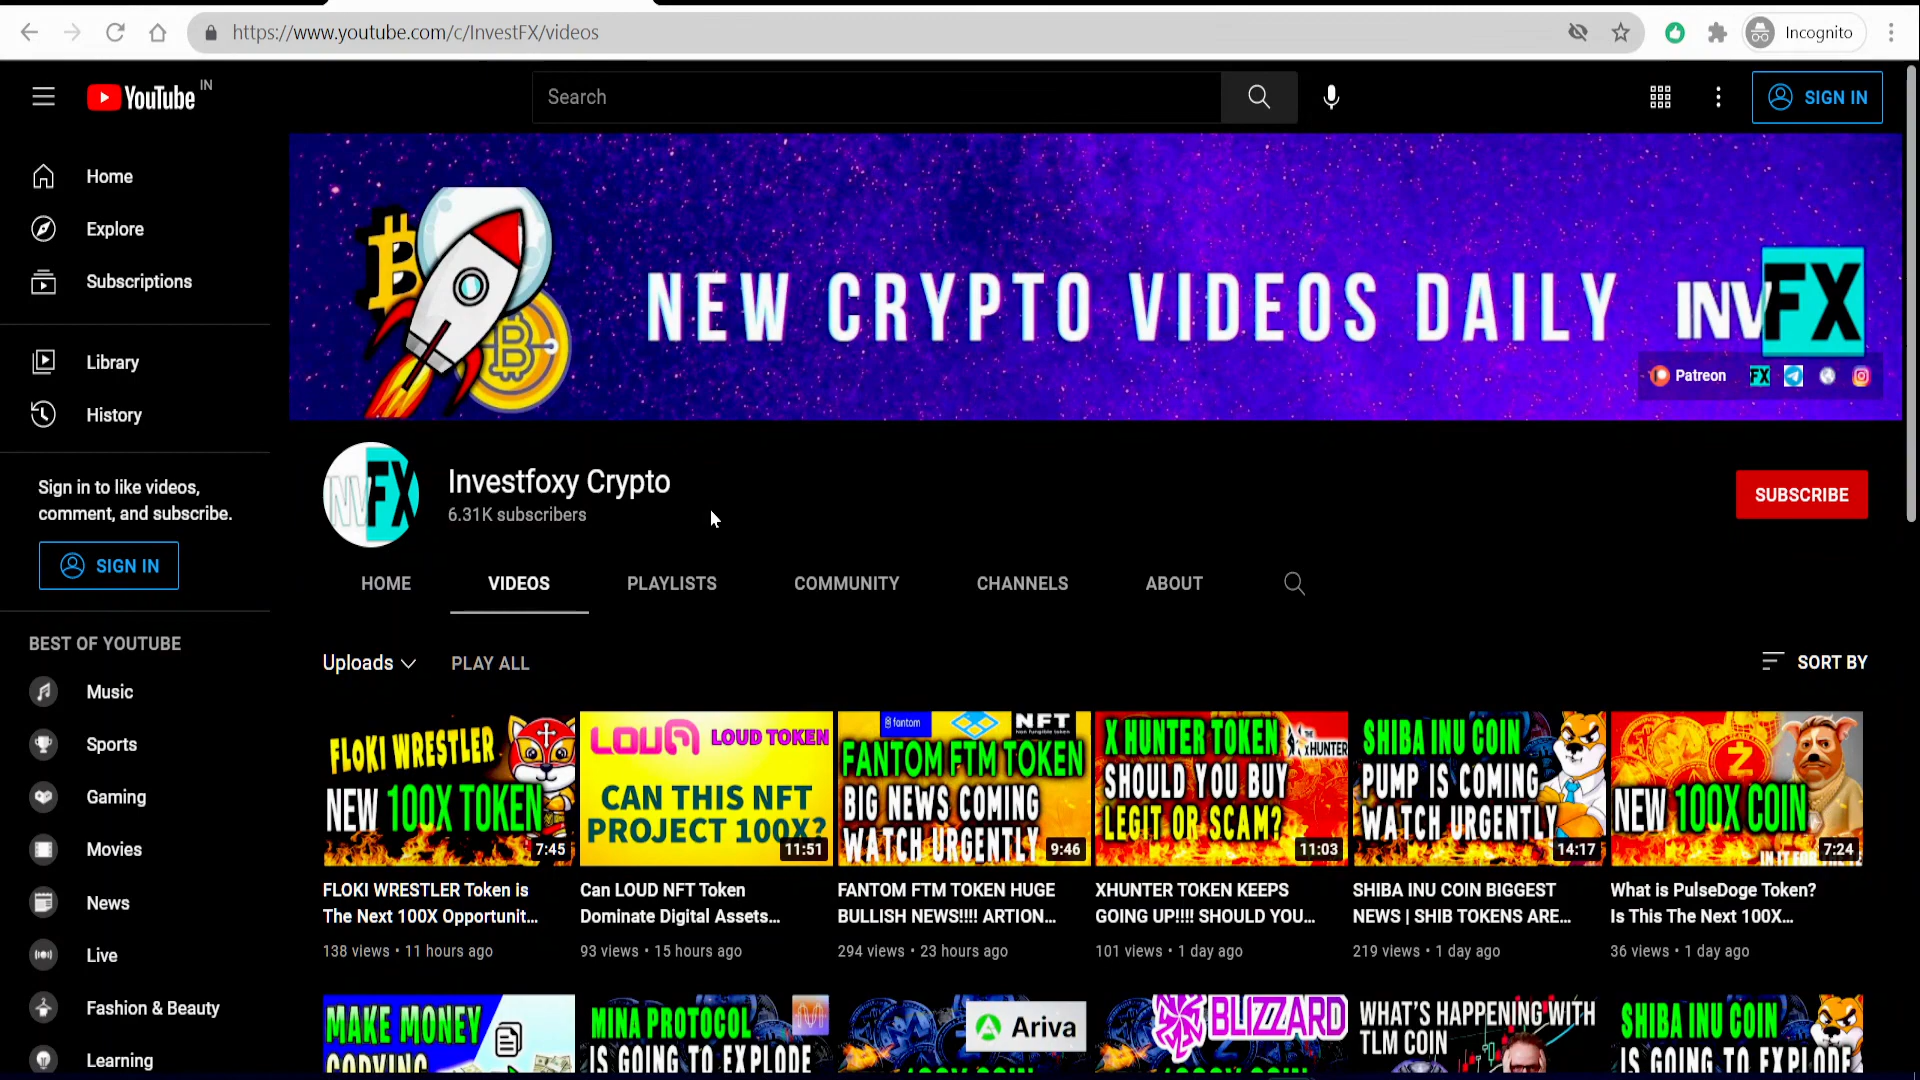 https://www.youtube.com/c/InvestFX/videos
Incognito
YouTube IN
Search
SIGN IN
Home
Explore
Subscriptions
Library
History
Sign in to like videos,
comment, and subscribe.
SIGN IN
BEST OF YOUTUBE
Music
Sports
Gaming
Movies
News
Live
Fashion & Beauty
Learning
NEW CRYPTO VIDEOS DAILY
INVFX
Patreon FX
INVFX
Investfoxy Crypto
6.31K subscribers
SUBSCRIBE
HOME VIDEOS PLAYLISTS COMMUNITY CHANNELS ABOUT
Uploads PLAY ALL
SORT BY
FLOKI WRESTLER
NEW 100X TOKEN
7:45
FLOKI WRESTLER Token is
The Next 100X Opportunit...
138 views • 11 hours ago
LOUD LOUD TOKEN
CAN THIS NFT
PROJECT 100X?
11:51
Can LOUD NFT Token
Dominate Digital Assets...
93 views • 15 hours ago
fantom NFT
FANTOM FTM TOKEN
BIG NEWS COMING
WATCH URGENTLY
9:46
FANTOM FTM TOKEN HUGE
BULLISH NEWS!!!! ARTION...
294 views • 23 hours ago
X HUNTER TOKEN
THE XHUNTER
SHOULD YOU BUY
LEGIT OR SCAM?
11:03
XHUNTER TOKEN KEEPS
GOING UP!!!! SHOULD YOU...
101 views • 1 day ago
SHIBA INU COIN
PUMP IS COMING
WATCH URGENTLY
14:17
SHIBA INU COIN BIGGEST
NEWS | SHIB TOKENS ARE...
219 views • 1 day ago
NEW 100X COIN
7:24
What is PulseDoge Token?
Is This The Next 100X...
36 views • 1 day ago
MAKE MONEY
MINA PROTOCOL
IS GOING TO EXPLODE
Ariva
BLIZZARD
WHAT'S HAPPENING WITH
TLM COIN
SHIBA INU COIN
IS GOING TO EXPLODE